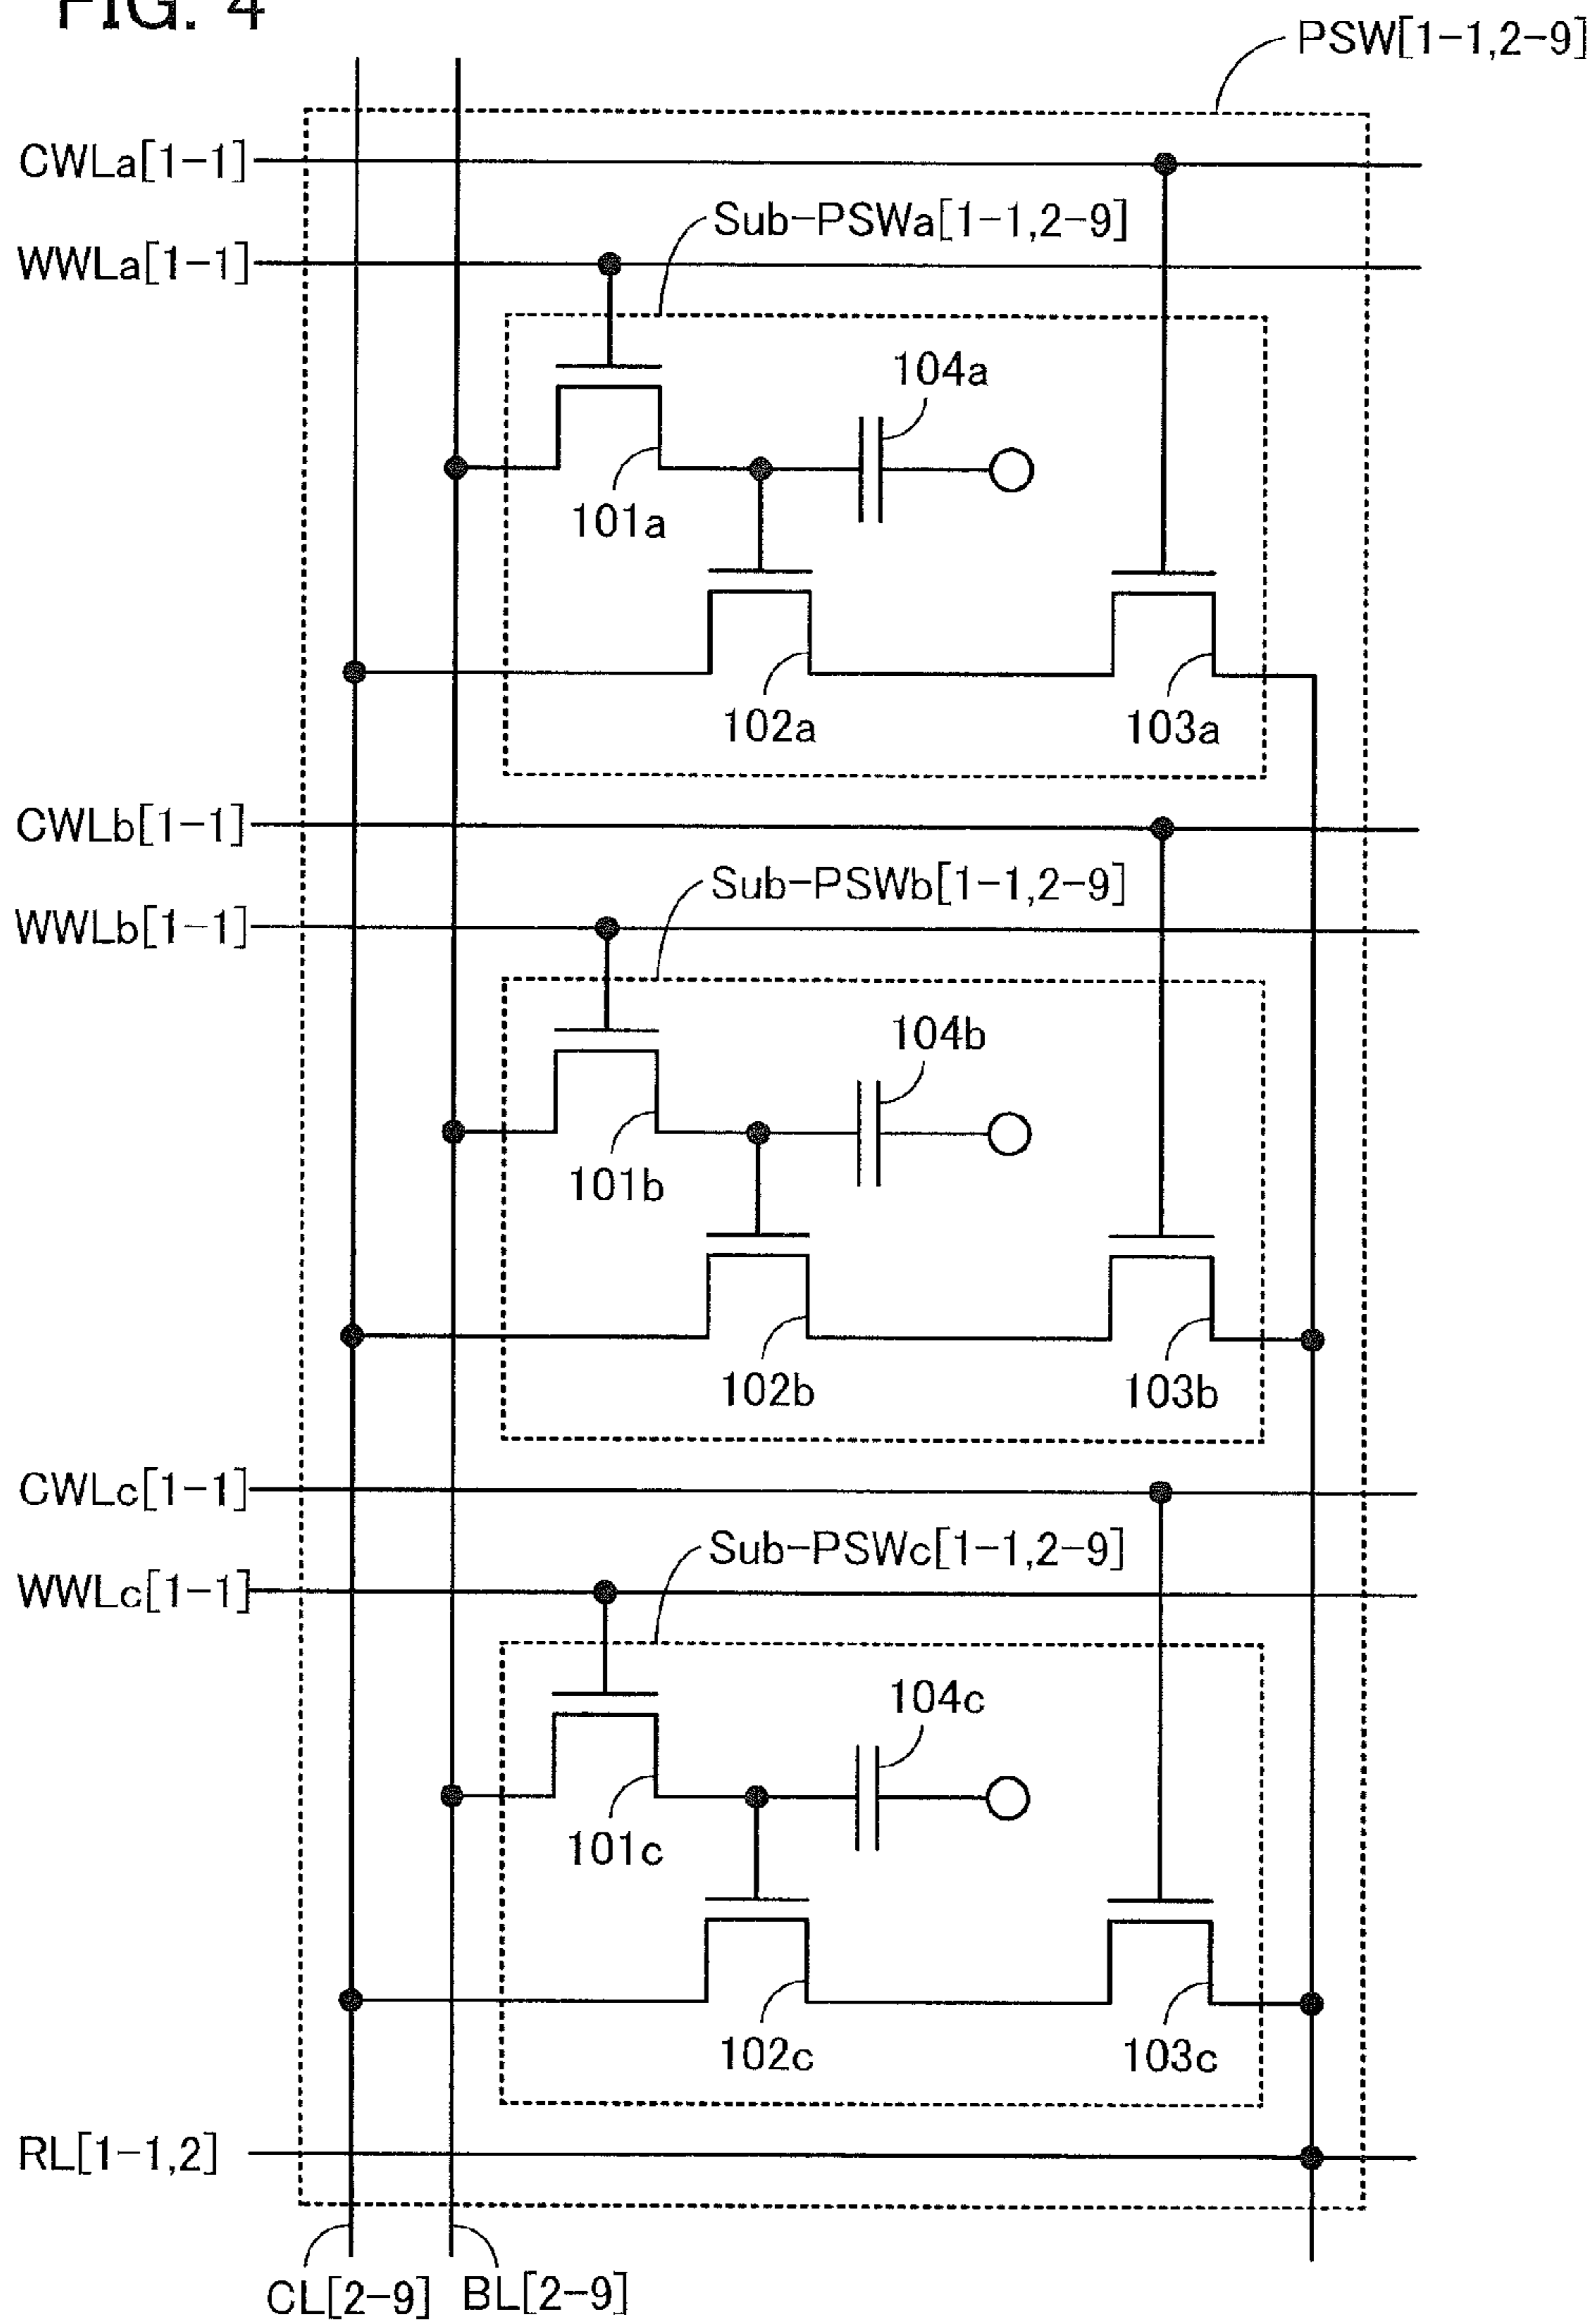 FIG. 4
PSW[1-1,2-9]
CWLa[1-1]
Sub-PSWa[1-1,2-9]
WWLa[1-1]
104a
101a
102a
103a
CWLb[1-1]
Sub-PSWb[1-1,2-9]
WWLb[1-1]
104b
101b
102b
103b
CWLc[1-1]
Sub-PSWc[1-1,2-9]
WWLc[1-1]
104c
101c
102c
103c
RL[1-1,2]
CL[2-9]
BL[2-9]